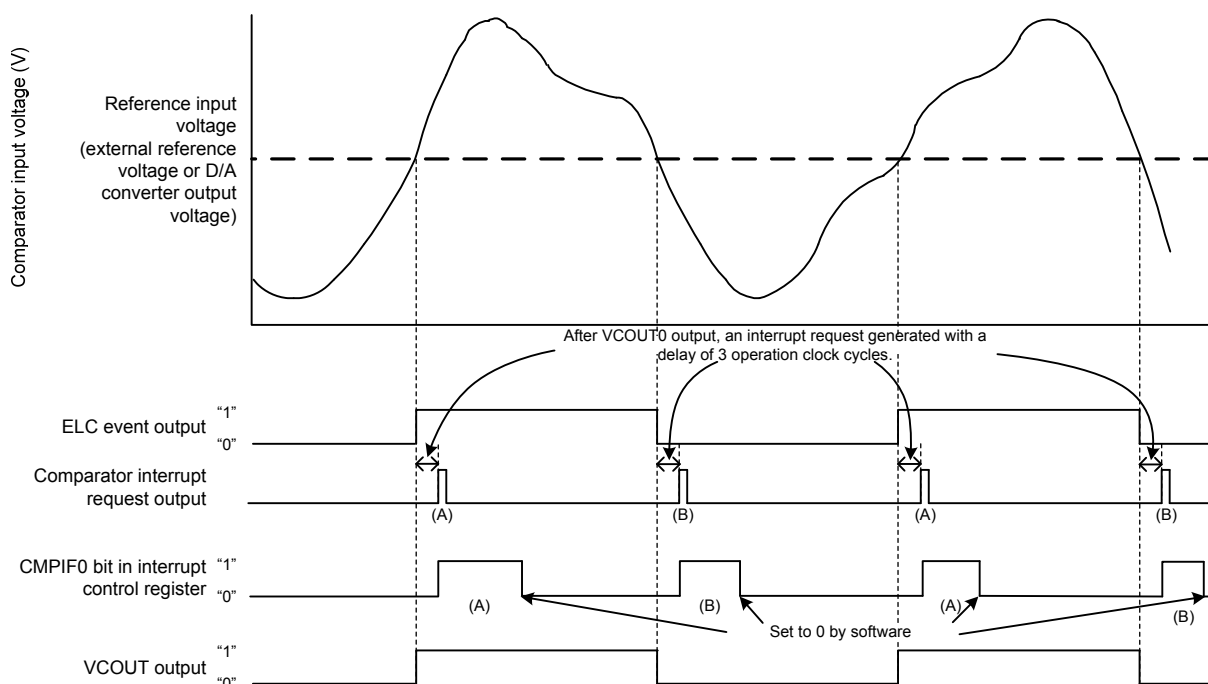 Comparator input voltage (V)
Reference input
voltage
(external reference
voltage or D/A
converter output
voltage)
After VCOUT0 output, an interrupt request generated with a
delay of 3 operation clock cycles.
ELC event output
“1”
“0”
Comparator interrupt
request output
(A)
(B)
(A)
(B)
CMPIF0 bit in interrupt
control register
“1”
“0”
(A)
(B)
(A)
(B)
Set to 0 by software
VCOUT output
“1”
“0”